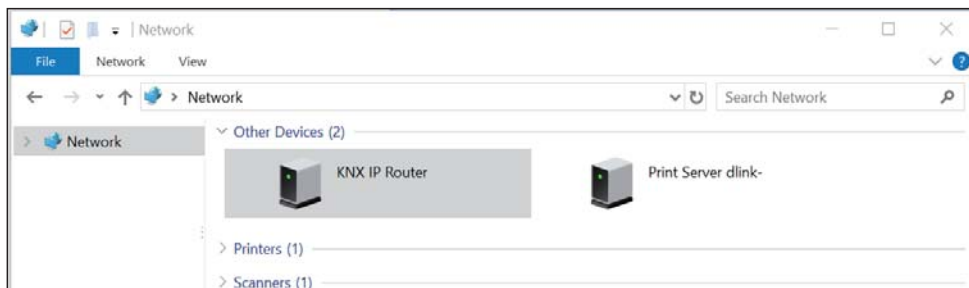 Network
File Network View
Network
Search Network
Network
Other Devices (2)
KNX IP Router
Print Server dlink-
Printers (1)
Scanners (1)